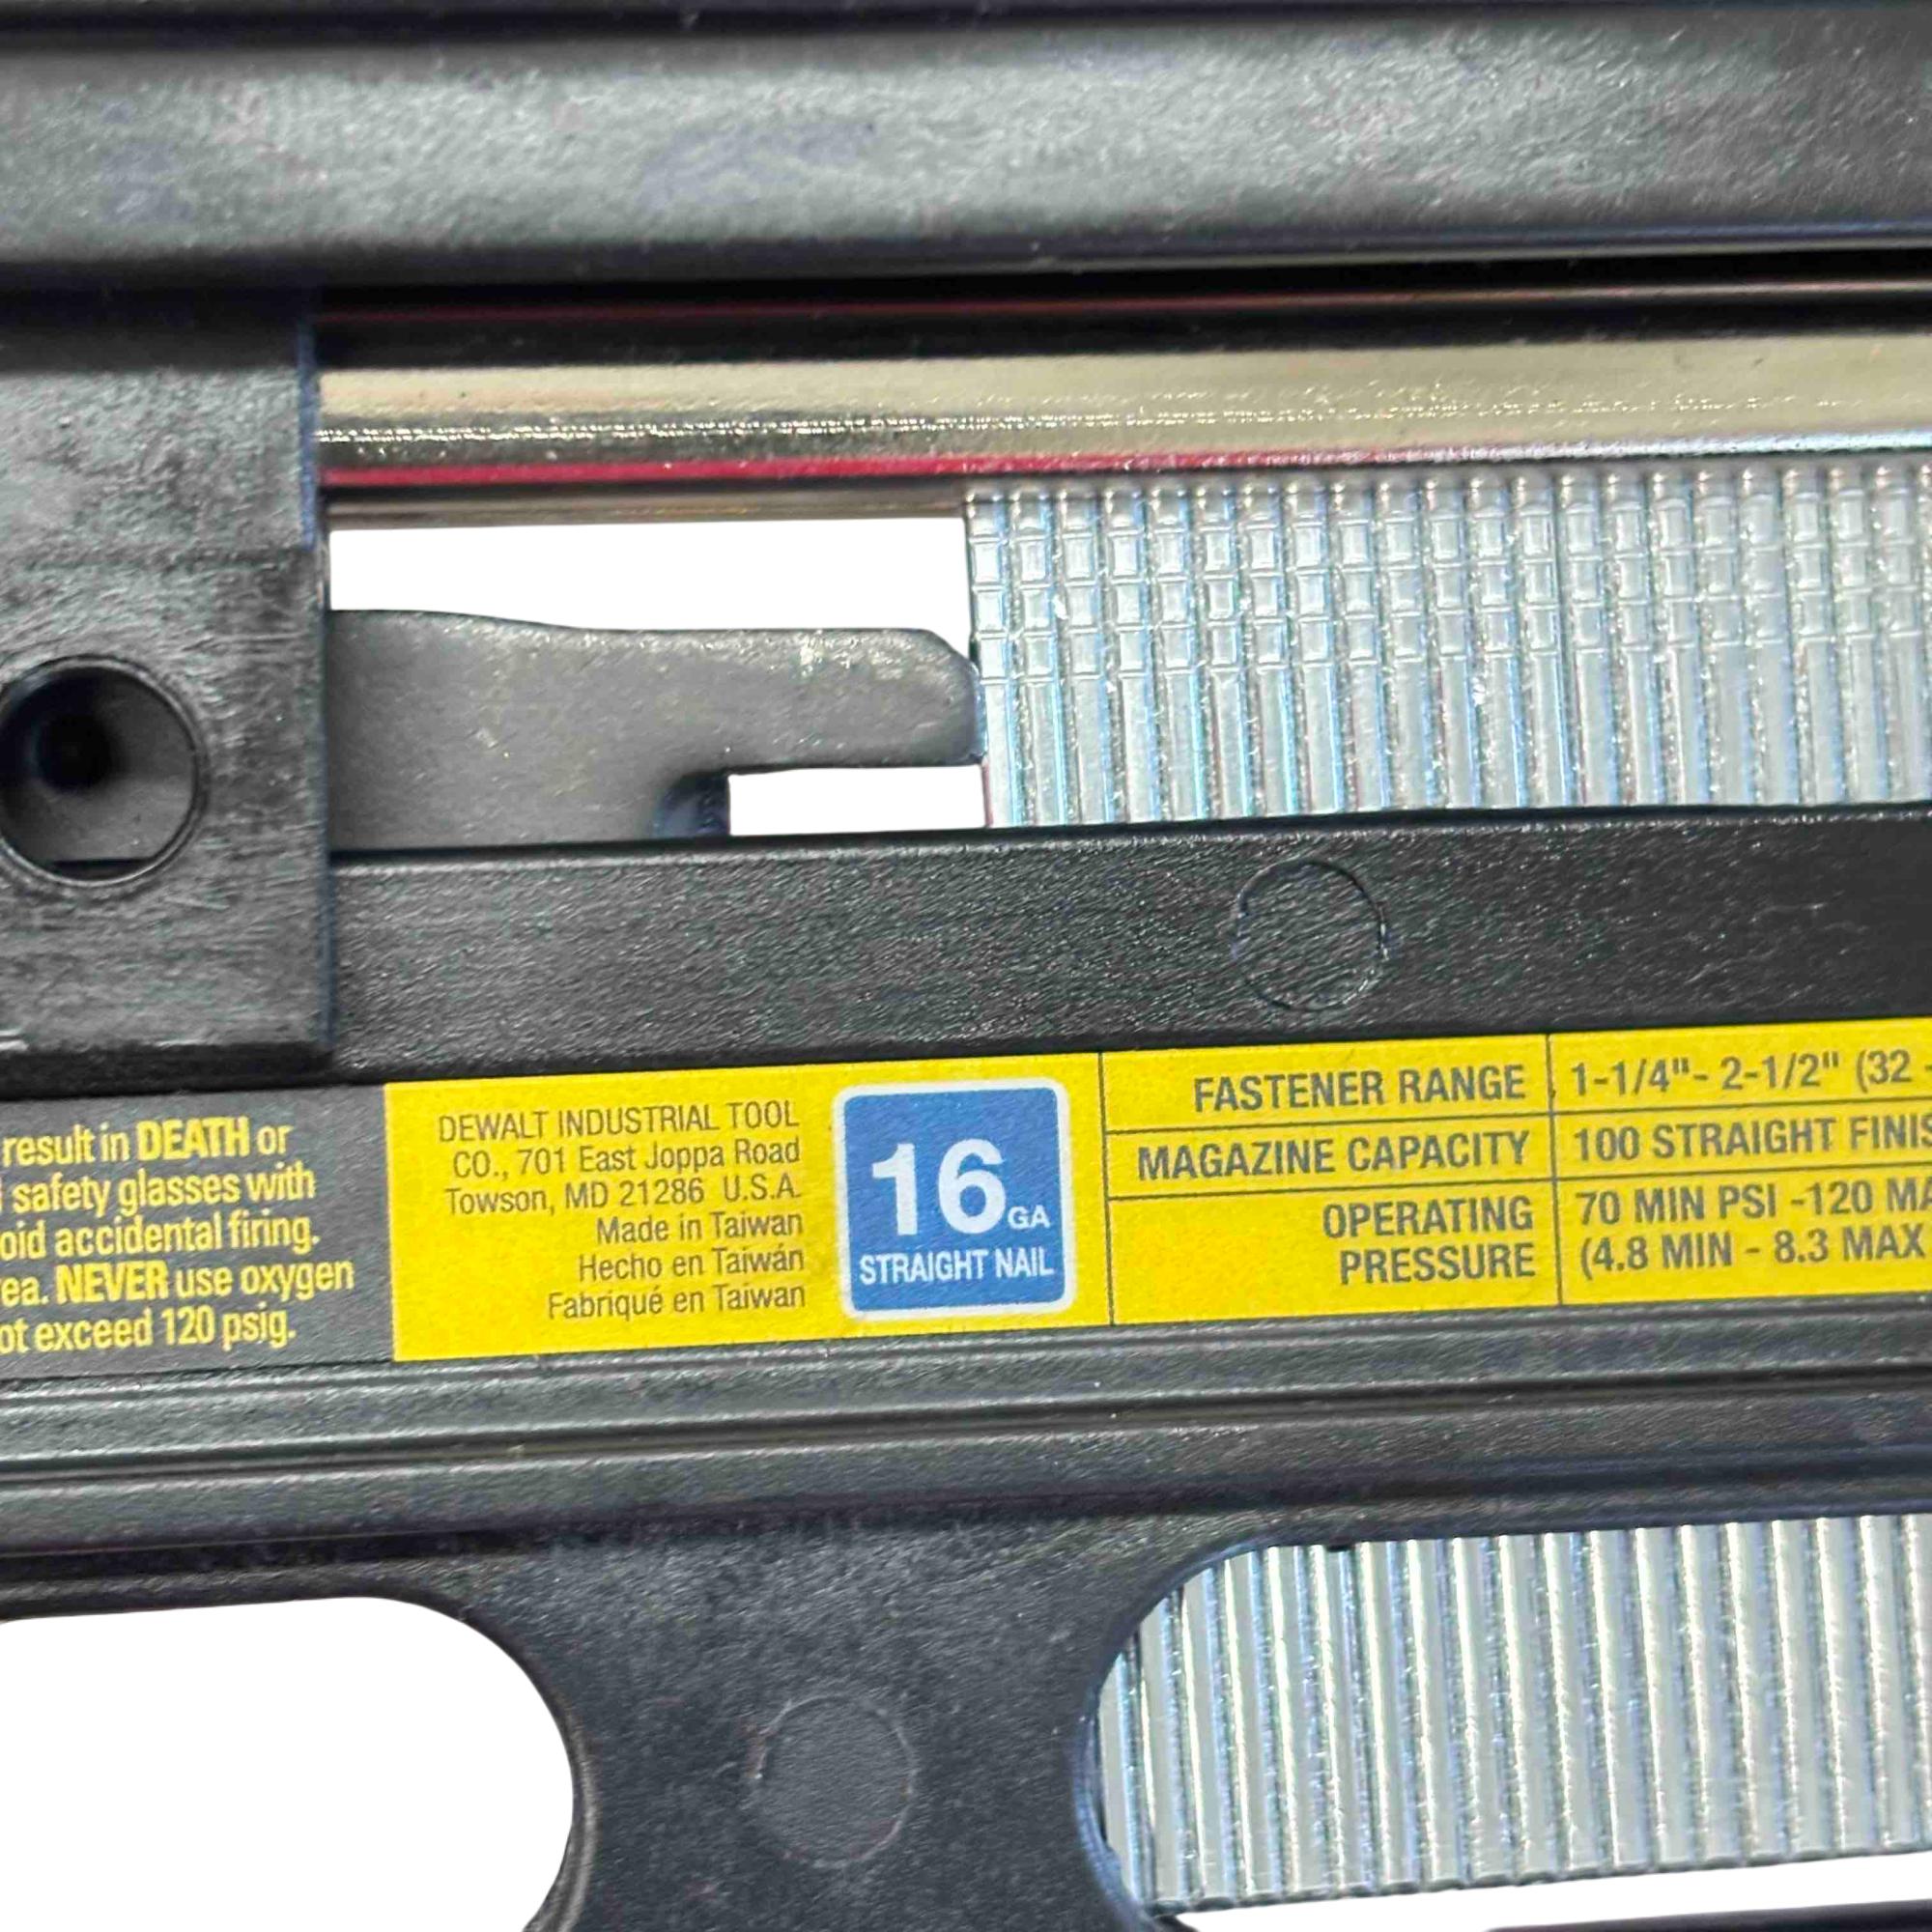 result in DEATH or
safety glasses with
oid accidental firing.
ea. NEVER use oxygen
ot exceed 120 psig.
DEWALT INDUSTRIAL TOOL
CO., 701 East Joppa Road
Towson, MD 21286 U.S.A.
Made in Taiwan
Hecho en Taiwán
Fabriqué en Taiwan
16 GA
STRAIGHT NAIL
FASTENER RANGE 1-1/4"- 2-1/2" (32 -
MAGAZINE CAPACITY 100 STRAIGHT FINIS
OPERATING PRESSURE 70 MIN PSI -120 MA
(4.8 MIN - 8.3 MAX